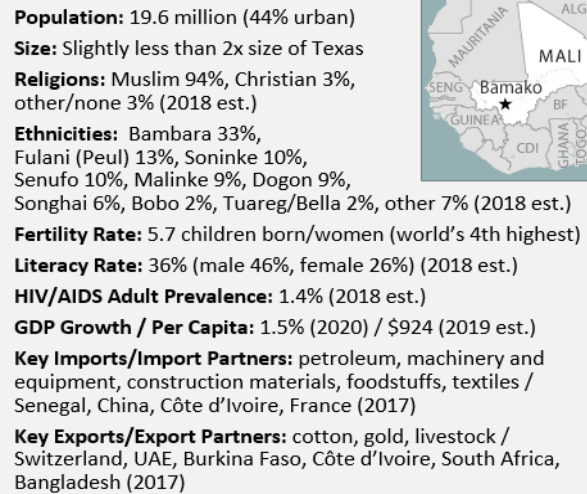 Population: 19.6 million (44% urban)
Size: Slightly less than 2x size of Texas
Religions: Muslim 94%, Christian 3%,
other/none 3% (2018 est.)
Ethnicities:  Bambara 33%,
Fulani (Peul) 13%, Soninke 10%,
Senufo 10%, Malinke 9%, Dogon 9%,
Songhai 6%, Bobo 2%, Tuareg/Bella 2%, other 7% (2018 est.)
Fertility Rate: 5.7 children born/women (world’s 4th highest)
Literacy Rate: 36% (male 46%, female 26%) (2018 est.)
HIV/AIDS Adult Prevalence: 1.4% (2018 est.)
GDP Growth / Per Capita: 1.5% (2020) / $924 (2019 est.)
Key Imports/Import Partners: petroleum, machinery and
equipment, construction materials, foodstuffs, textiles /
Senegal, China, Côte d’Ivoire, France (2017)
Key Exports/Export Partners: cotton, gold, livestock /
Switzerland, UAE, Burkina Faso, Côte d’Ivoire, South Africa,
Bangladesh (2017)
ALG
MAURITANIA
MALI
SENG
Bamako
GUINEA
BF
CDI
GHANA
TOGO